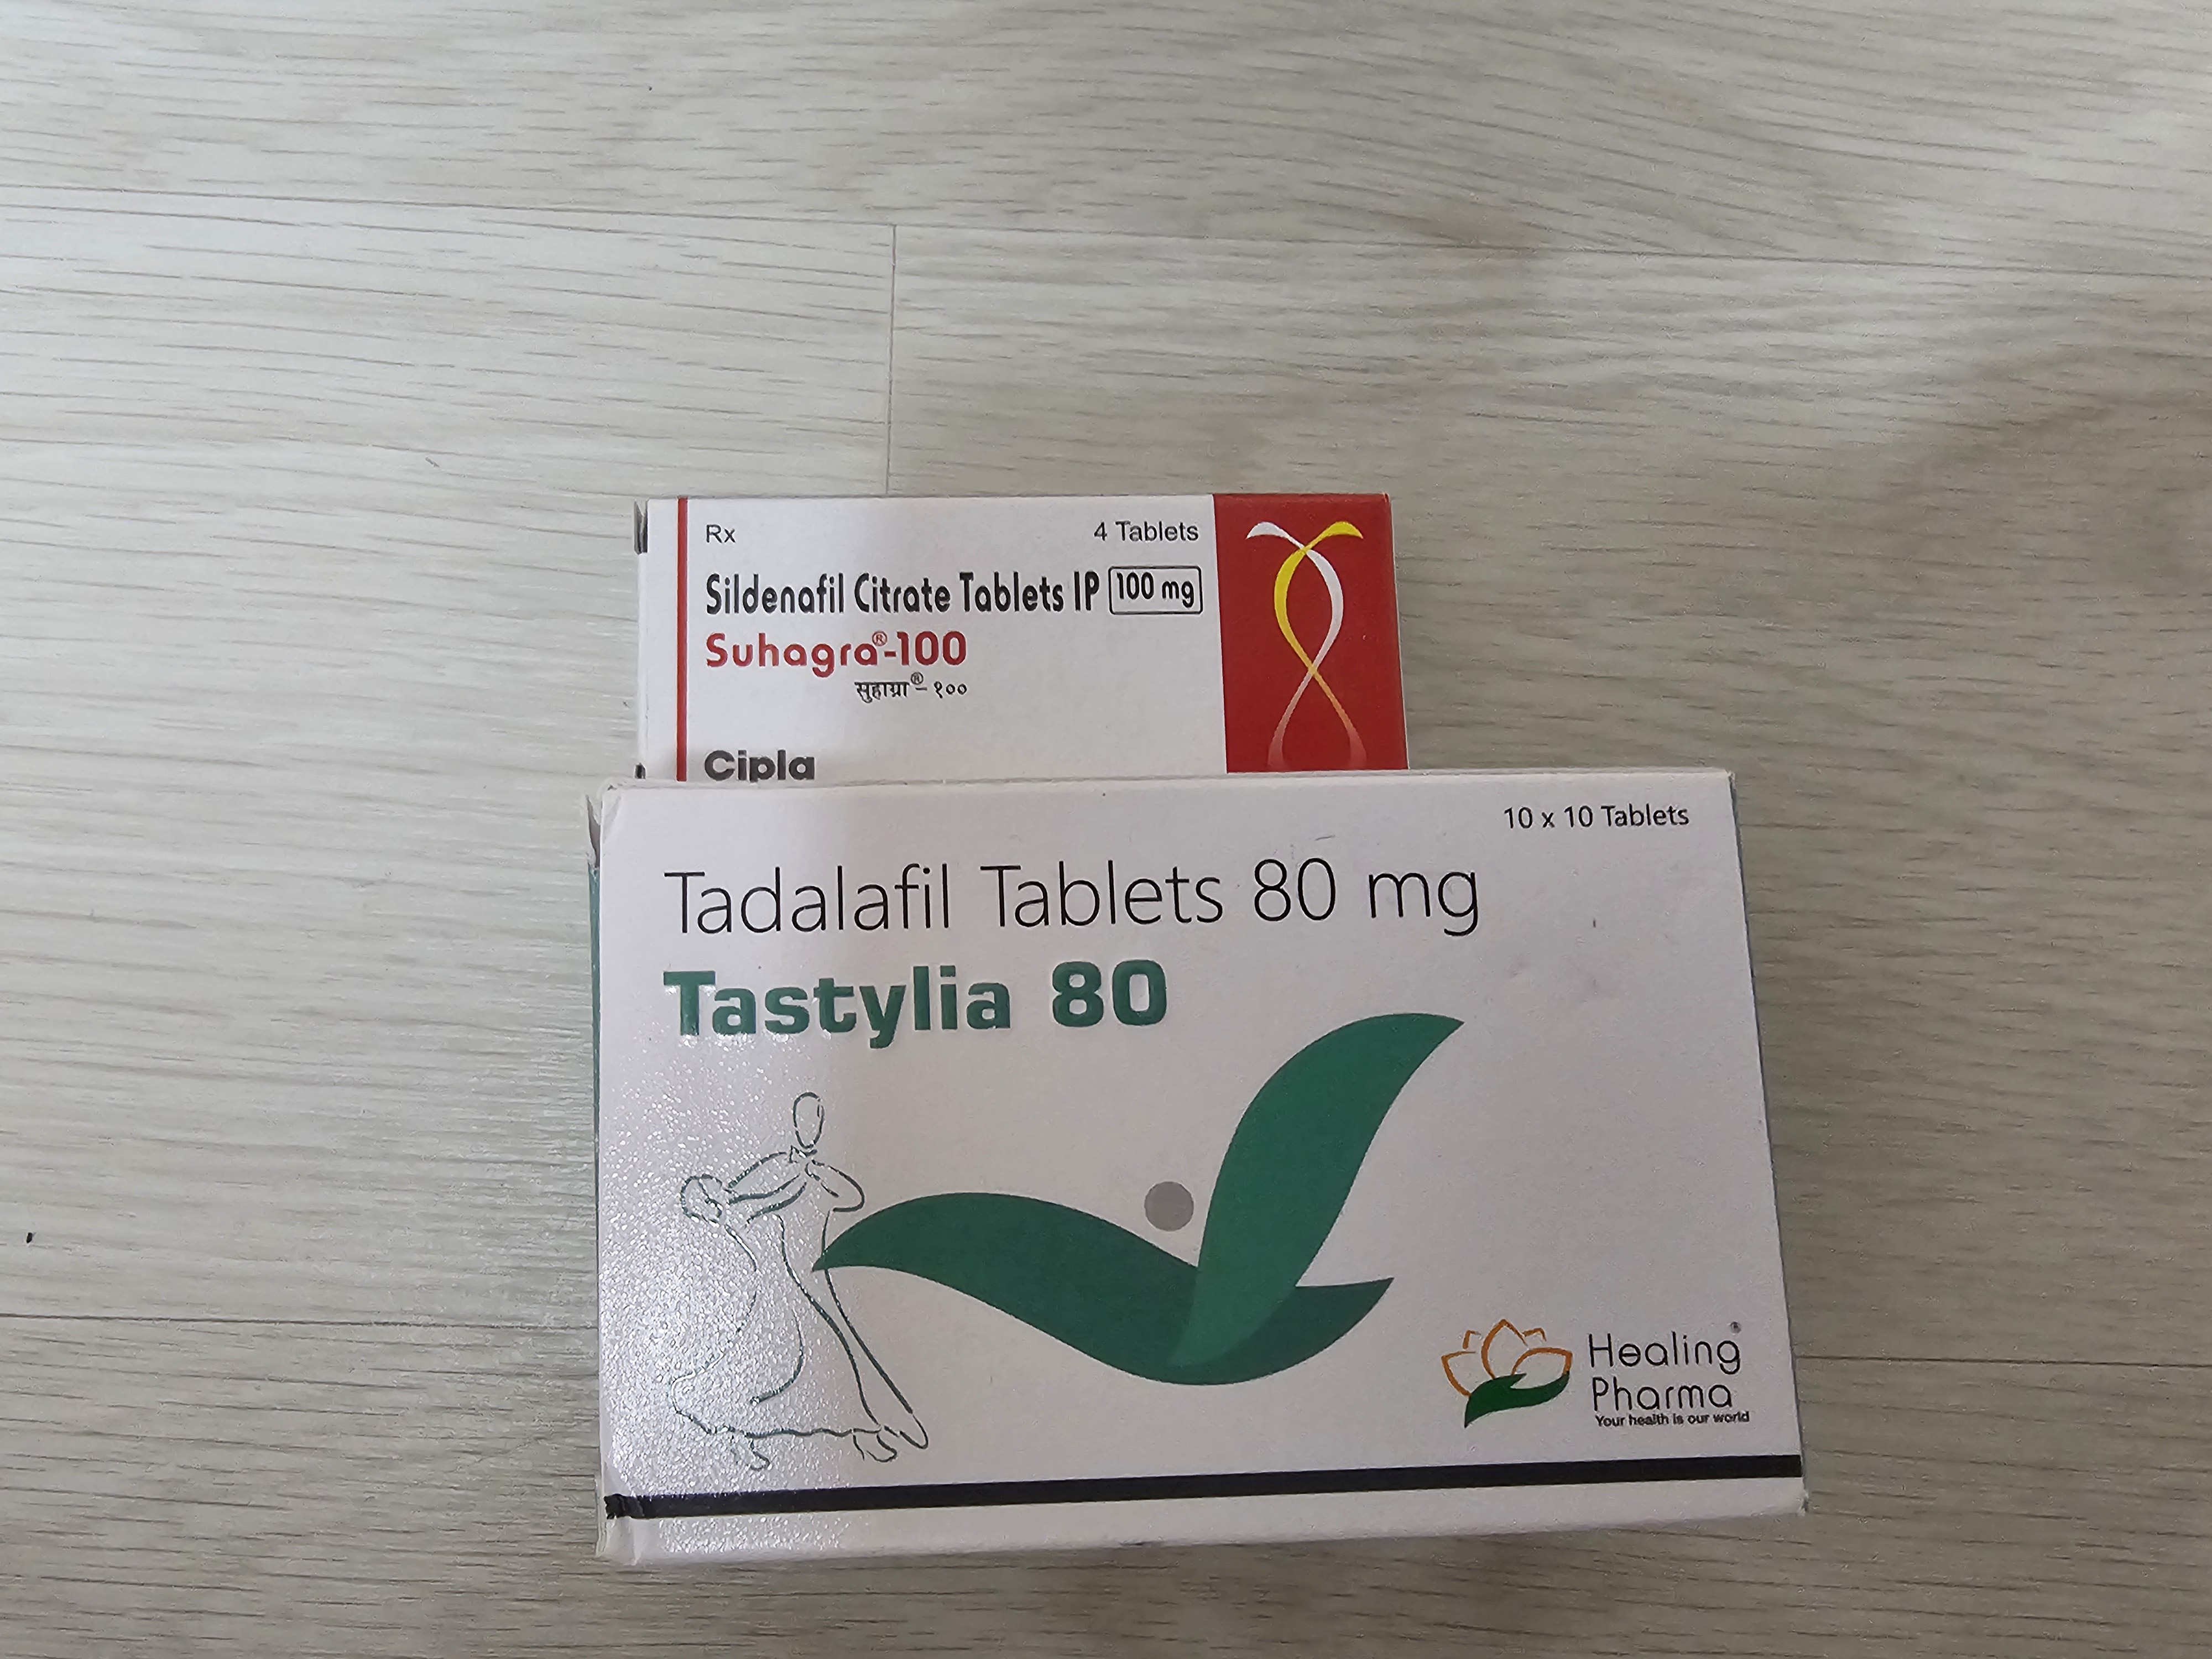 Rx
4 Tablets
Sildenafil Citrate Tablets IP 100 mg
Suhagra®-100
सुहाग्रा®-१००
Cipla
10 x 10 Tablets
Tadalafil Tablets 80 mg
Tastylia 80
Healing®
Pharma
Your health is our world